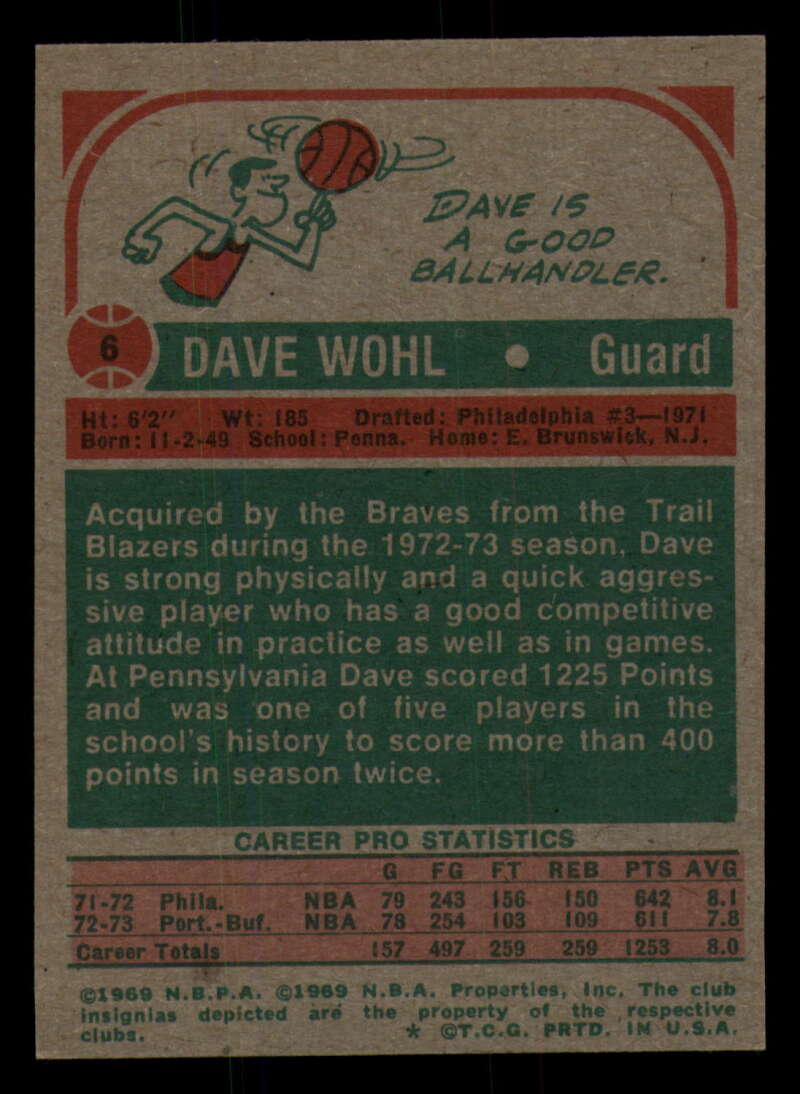 DAVE IS
A GOOD
BALLHANDLER.
6 DAVE WOHL • Guard
Ht: 6'2" Wt: 185 Drafted: Philadelphia #3—1971
Born: 11-2-49 School: Penna. Home: E. Brunswick, N.J.
Acquired by the Braves from the Trail
Blazers during the 1972-73 season, Dave
is strong physically and a quick aggres-
sive player who has a good competitive
attitude in practice as well as in games.
At Pennsylvania Dave scored 1225 Points
and was one of five players in the
school's history to score more than 400
points in season twice.
CAREER PRO STATISTICS
G FG FT REB PTS AVG
71-72 Phila. NBA 79 243 156 150 642 8.1
72-73 Port.-Buf. NBA 78 254 103 109 611 7.8
Career Totals 157 497 259 259 1253 8.0
©1969 N.B.P.A. ©1969 N.B.A. Properties, Inc. The club
insignias depicted are the property of the respective
clubs. * ©T.C.G. PRTD. IN U.S.A.